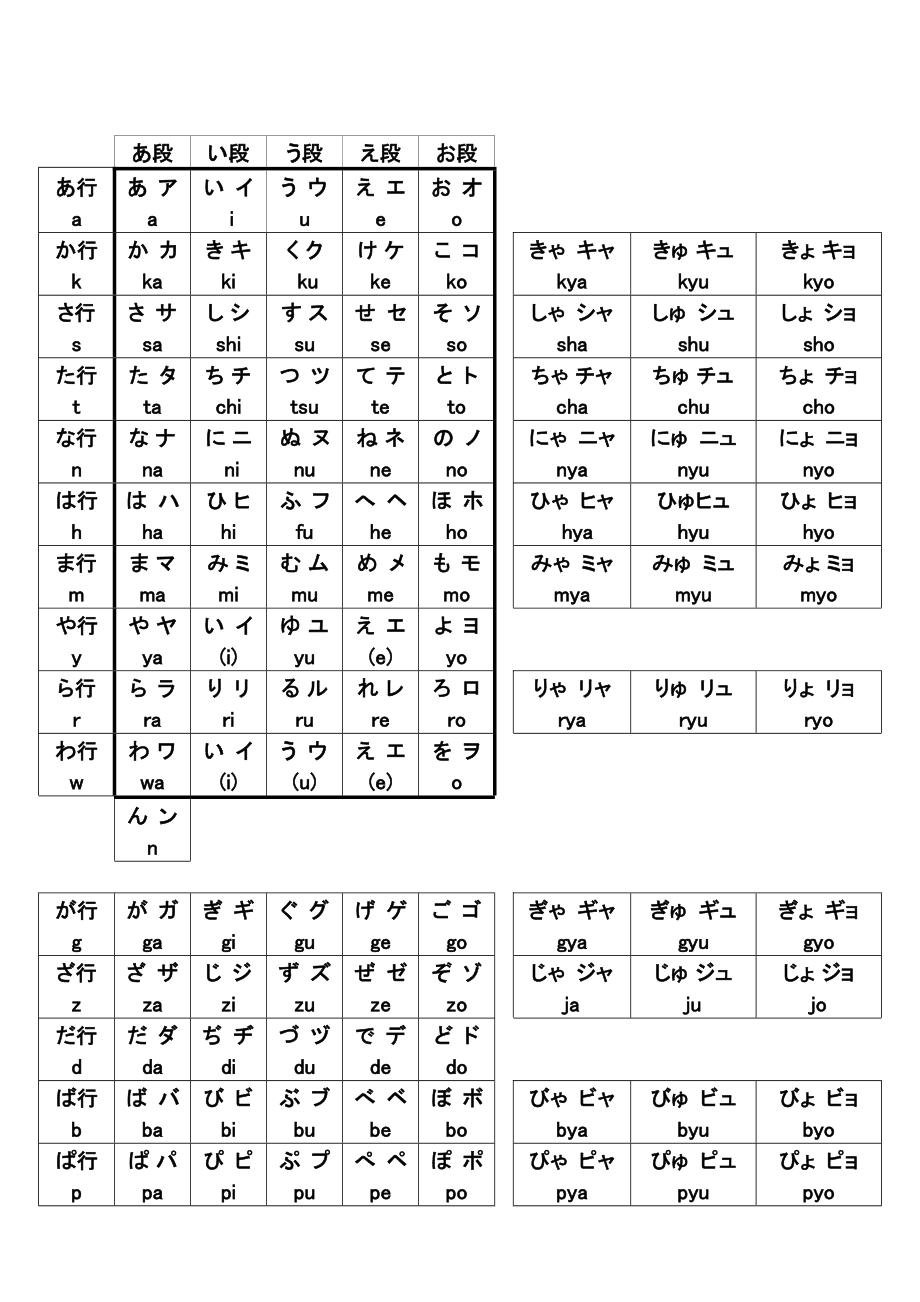 あ段 い段 う段 え段 お段
あ行 あ ア い イ う ウ え エ お オ
a a i u e o
か行 か カ き キ く ク け ケ こ コ きゃ キャ きゅ キュ きょ キョ
k ka ki ku ke ko kya kyu kyo
さ行 さ サ し シ す ス せ セ そ ソ しゃ シャ しゅ シュ しょ ショ
s sa shi su se so sha shu sho
た行 た タ ち チ つ ツ て テ と ト ちゃ チャ ちゅ チュ ちょ チョ
t ta chi tsu te to cha chu cho
な行 な ナ に ニ ぬ ヌ ね ネ の ノ にゃ ニャ にゅ ニュ にょ ニョ
n na ni nu ne no nya nyu nyo
は行 は ハ ひ ヒ ふ フ へ ヘ ほ ホ ひゃ ヒャ ひゅヒュ ひょ ヒョ
h ha hi fu he ho hya hyu hyo
ま行 ま マ み ミ む ム め メ も モ みゃ ミャ みゅ ミュ みょ ミョ
m ma mi mu me mo mya myu myo
や行 や ヤ い イ ゆ ユ え エ よ ヨ
y ya (i) yu (e) yo
ら行 ら ラ り リ る ル れ レ ろ ロ りゃ リャ りゅ リュ りょ リョ
r ra ri ru re ro rya ryu ryo
わ行 わ ワ い イ う ウ え エ を ヲ
w wa (i) (u) (e) o
ん ン
n
が行 が ガ ぎ ギ ぐ グ げ ゲ ご ゴ ぎゃ ギャ ぎゅ ギュ ぎょ ギョ
g ga gi gu ge go gya gyu gyo
ざ行 ざ ザ じ ジ ず ズ ぜ ゼ ぞ ゾ じゃ ジャ じゅ ジュ じょ ジョ
z za zi zu ze zo ja ju jo
だ行 だ ダ ぢ ヂ づ ヅ で デ ど ド
d da di du de do
ば行 ば バ び ビ ぶ ブ べ ベ ぼ ボ びゃ ビャ びゅ ビュ びょ ビョ
b ba bi bu be bo bya byu byo
ぱ行 ぱ パ ぴ ピ ぷ プ ぺ ペ ぽ ポ ぴゃ ピャ ぴゅ ピュ ぴょ ピョ
p pa pi pu pe po pya pyu pyo